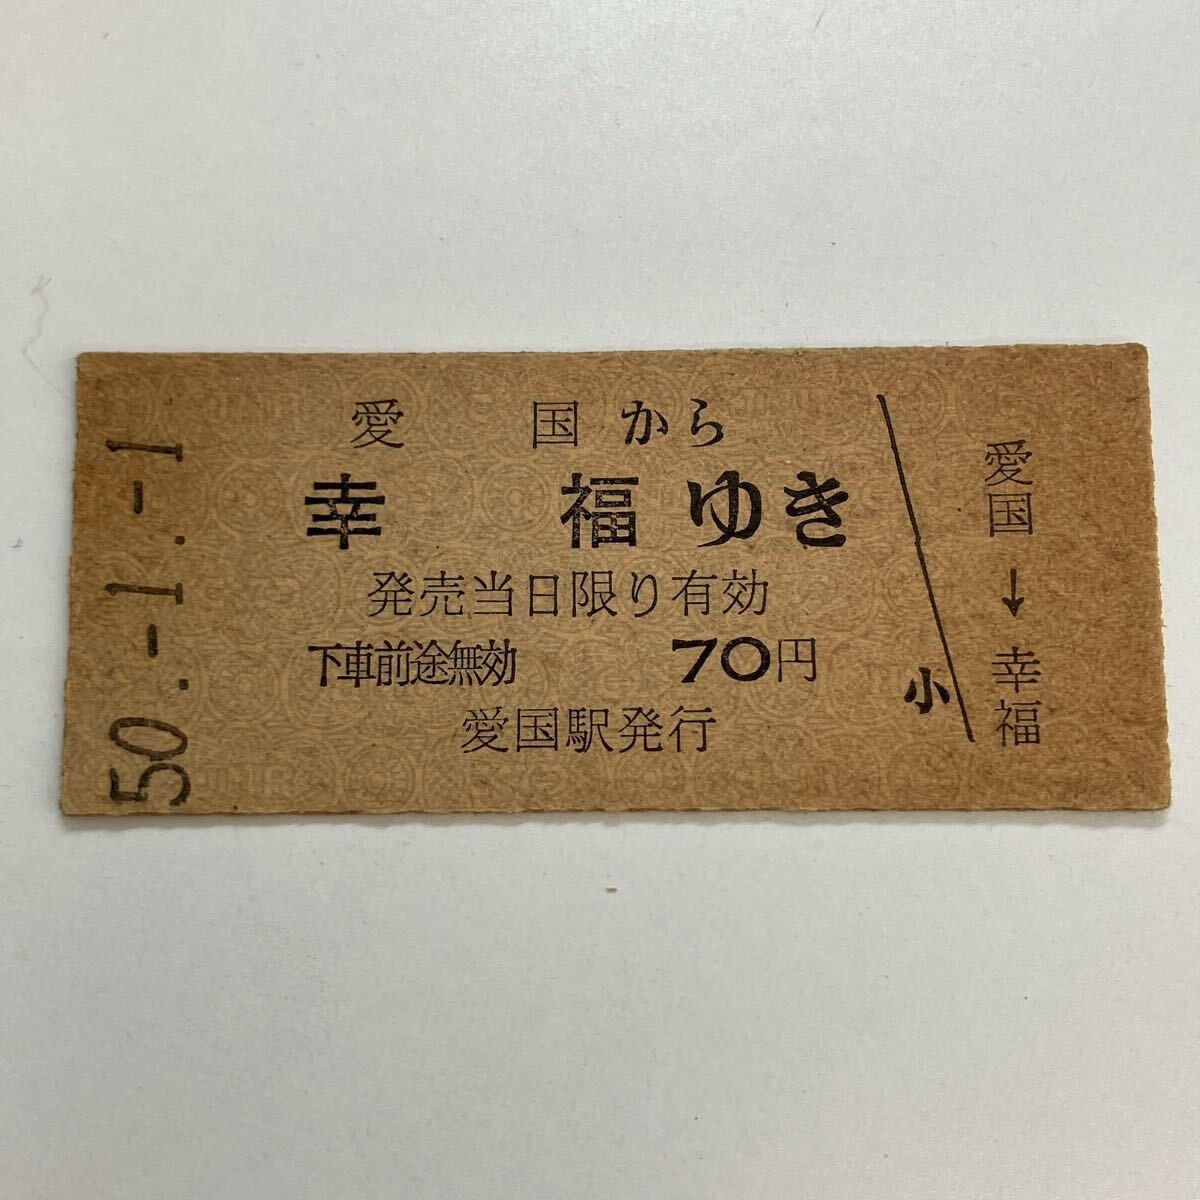 愛国から
幸福ゆき
発売当日限り有効
下車前途無効 70円
愛国駅発行
小
愛国→幸福
50.-1.-1